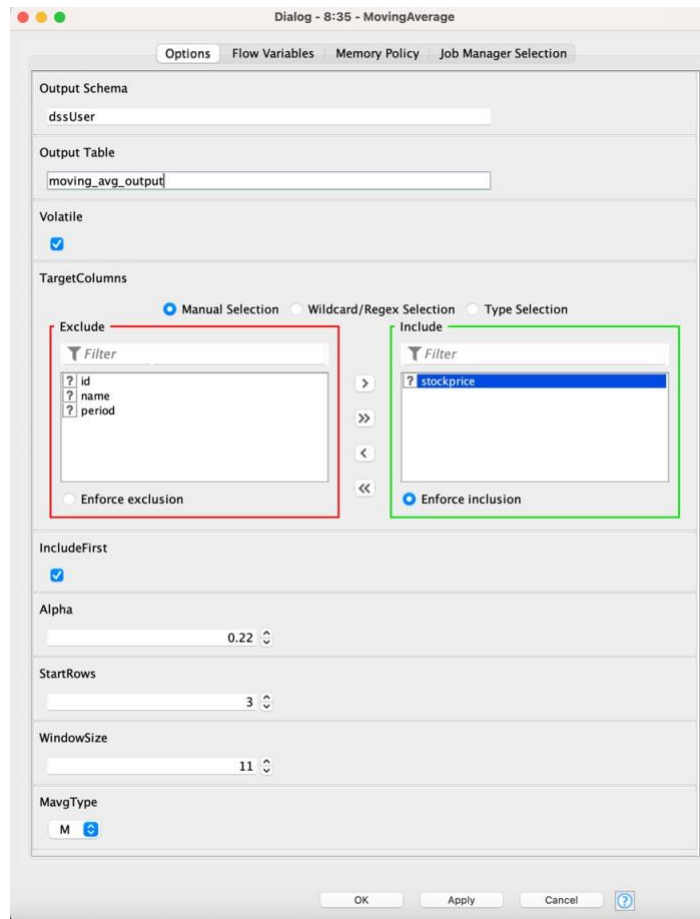 Dialog - 8:35 - MovingAverage
Options Flow Variables Memory Policy Job Manager Selection
Output Schema
dssUser
Output Table
moving_avg_output
Volatile
TargetColumns
Manual Selection Wildcard/Regex Selection Type Selection
Exclude
Filter
? id
? name
? period
Enforce exclusion
>
>>
<
<<
Include
Filter
? stockprice
Enforce inclusion
IncludeFirst
Alpha
0.22
StartRows
3
WindowSize
11
MavgType
M
OK Apply Cancel ?